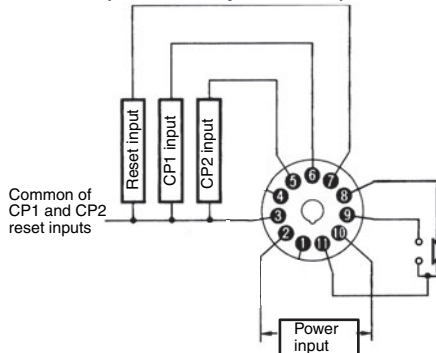 Reset input
CP1 input
CP2 input
6
5
7
4
8
Common of
CP1 and CP2
reset inputs
3
9
2
10
1
11
Power
input